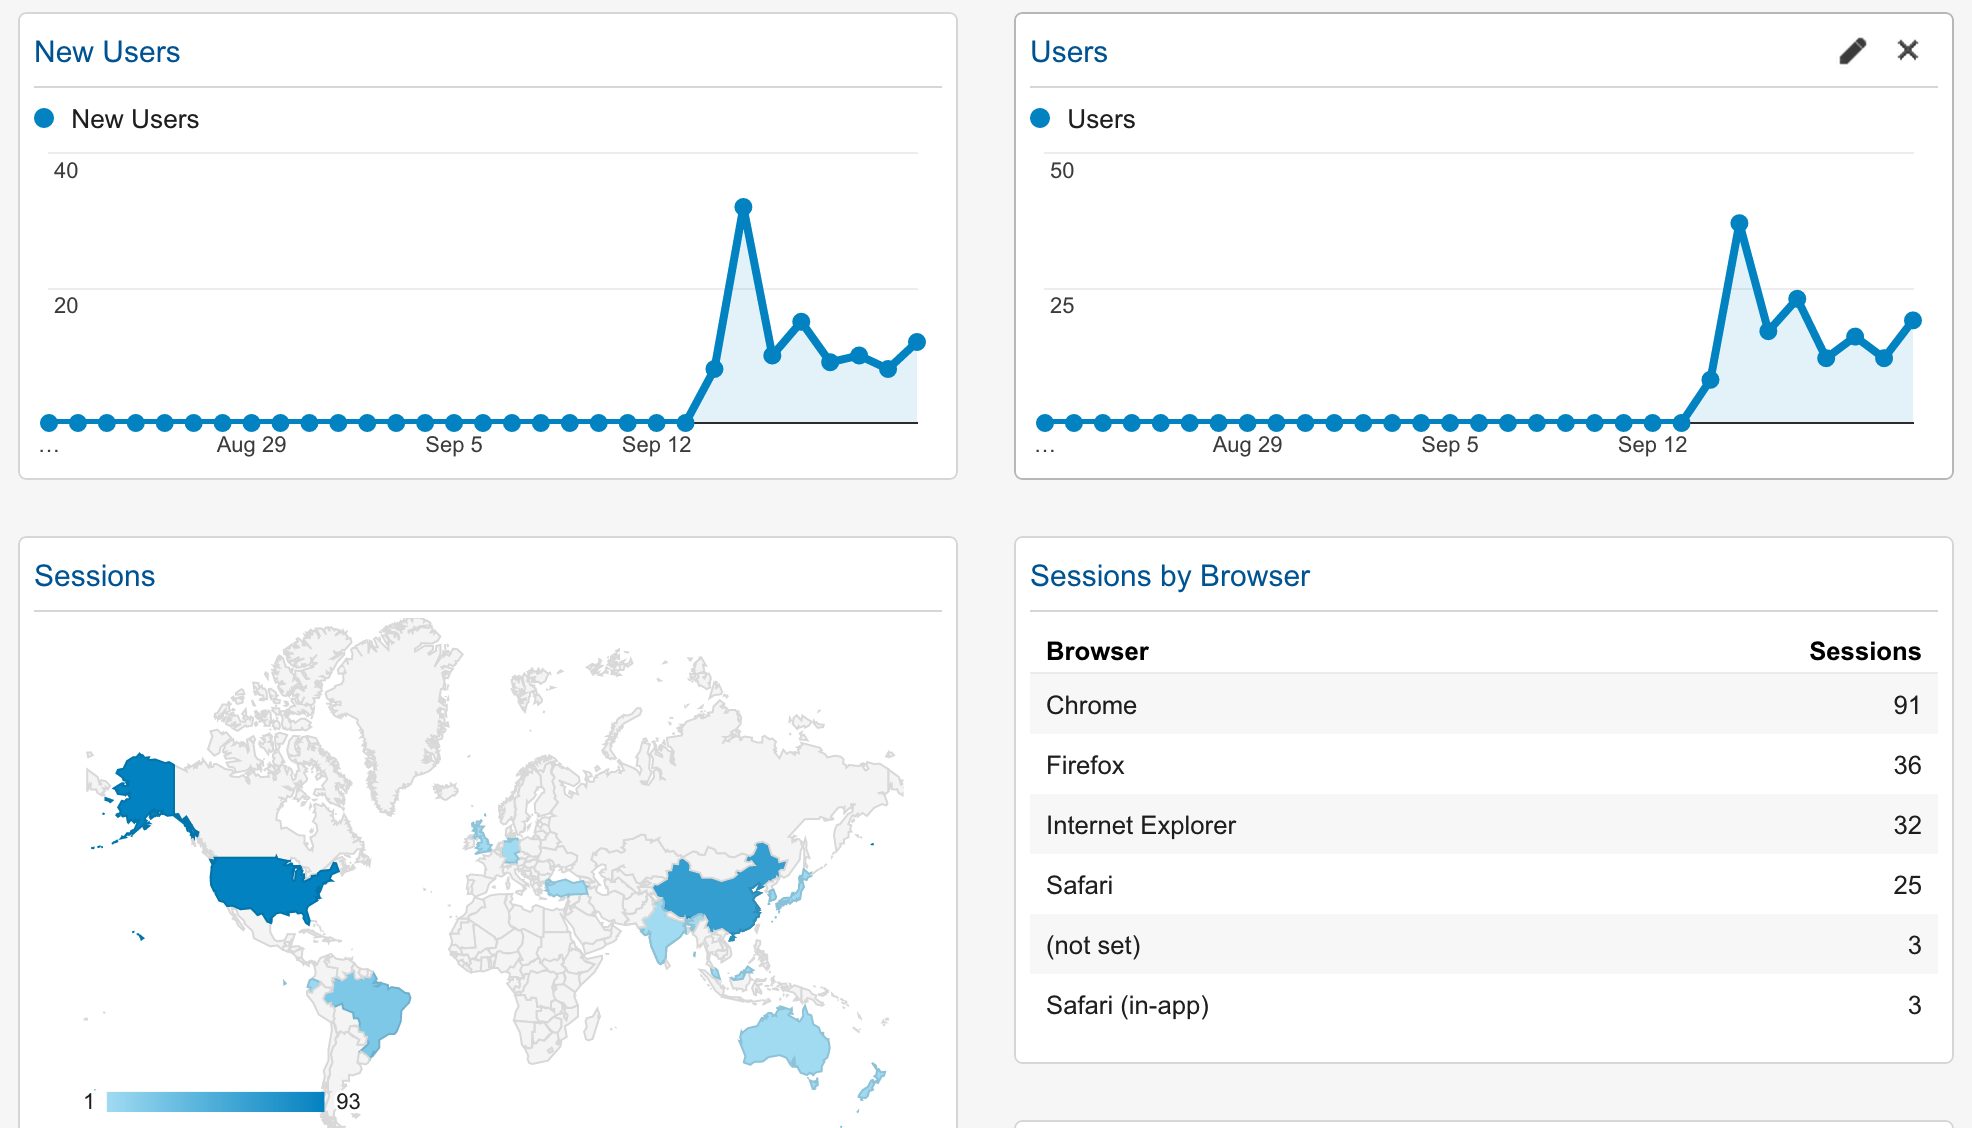 New Users
New Users
40
20
... Aug 29 Sep 5 Sep 12
Users
Users
50
25
... Aug 29 Sep 5 Sep 12
Sessions
1 93
Sessions by Browser
Browser Sessions
Chrome 91
Firefox 36
Internet Explorer 32
Safari 25
(not set) 3
Safari (in-app) 3